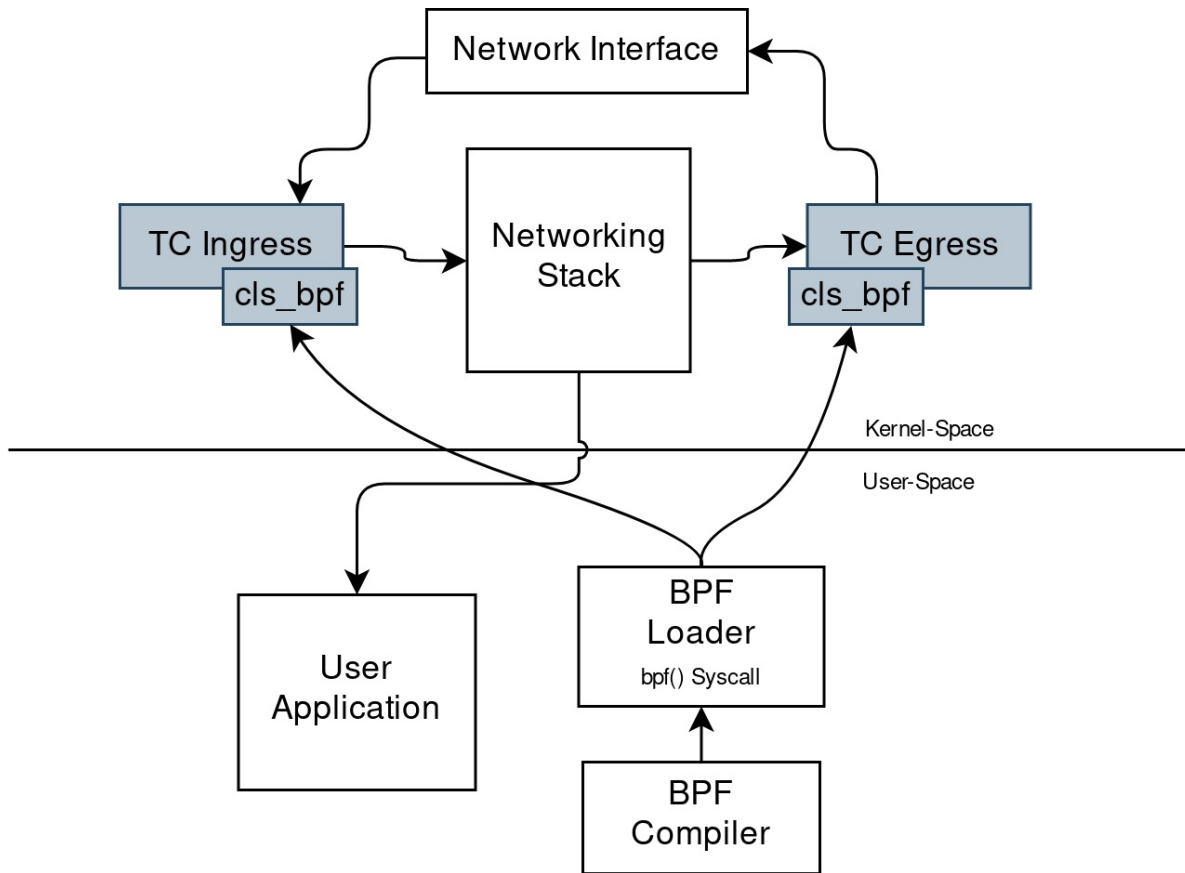 Network Interface
TC Ingress
cls_bpf
Networking
Stack
TC Egress
cls_bpf
Kernel-Space
User-Space
User
Application
BPF
Loader
bpf() Syscall
BPF
Compiler